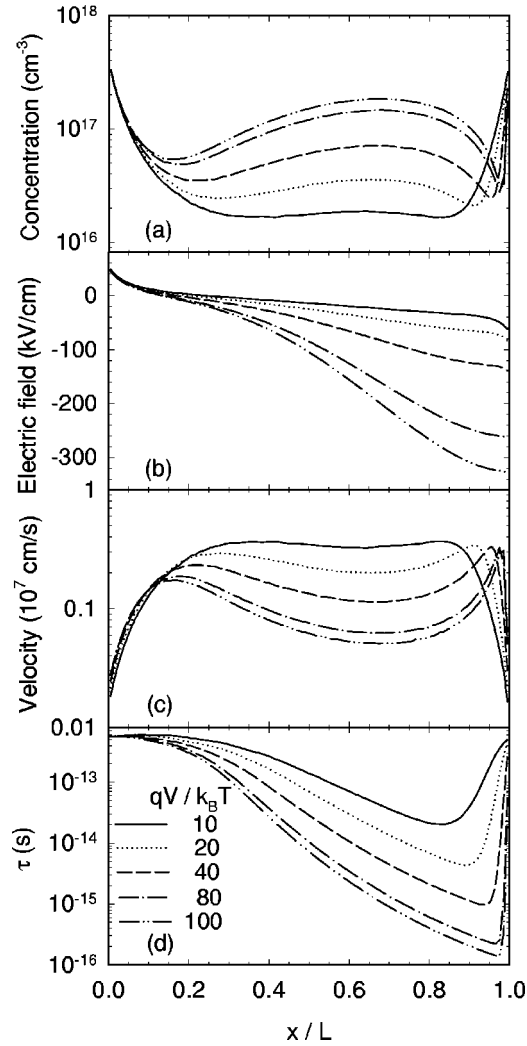 10^18
10^17
10^16
Concentration (cm^-3)
(a)
0
-100
-200
-300
Electric field (kV/cm)
(b)
1
0.1
0.01
Velocity (10^7 cm/s)
(c)
10^-13
10^-14
10^-15
10^-16
τ (s)
qV / k_BT
10
20
40
80
100
(d)
0.0 0.2 0.4 0.6 0.8 1.0
x / L